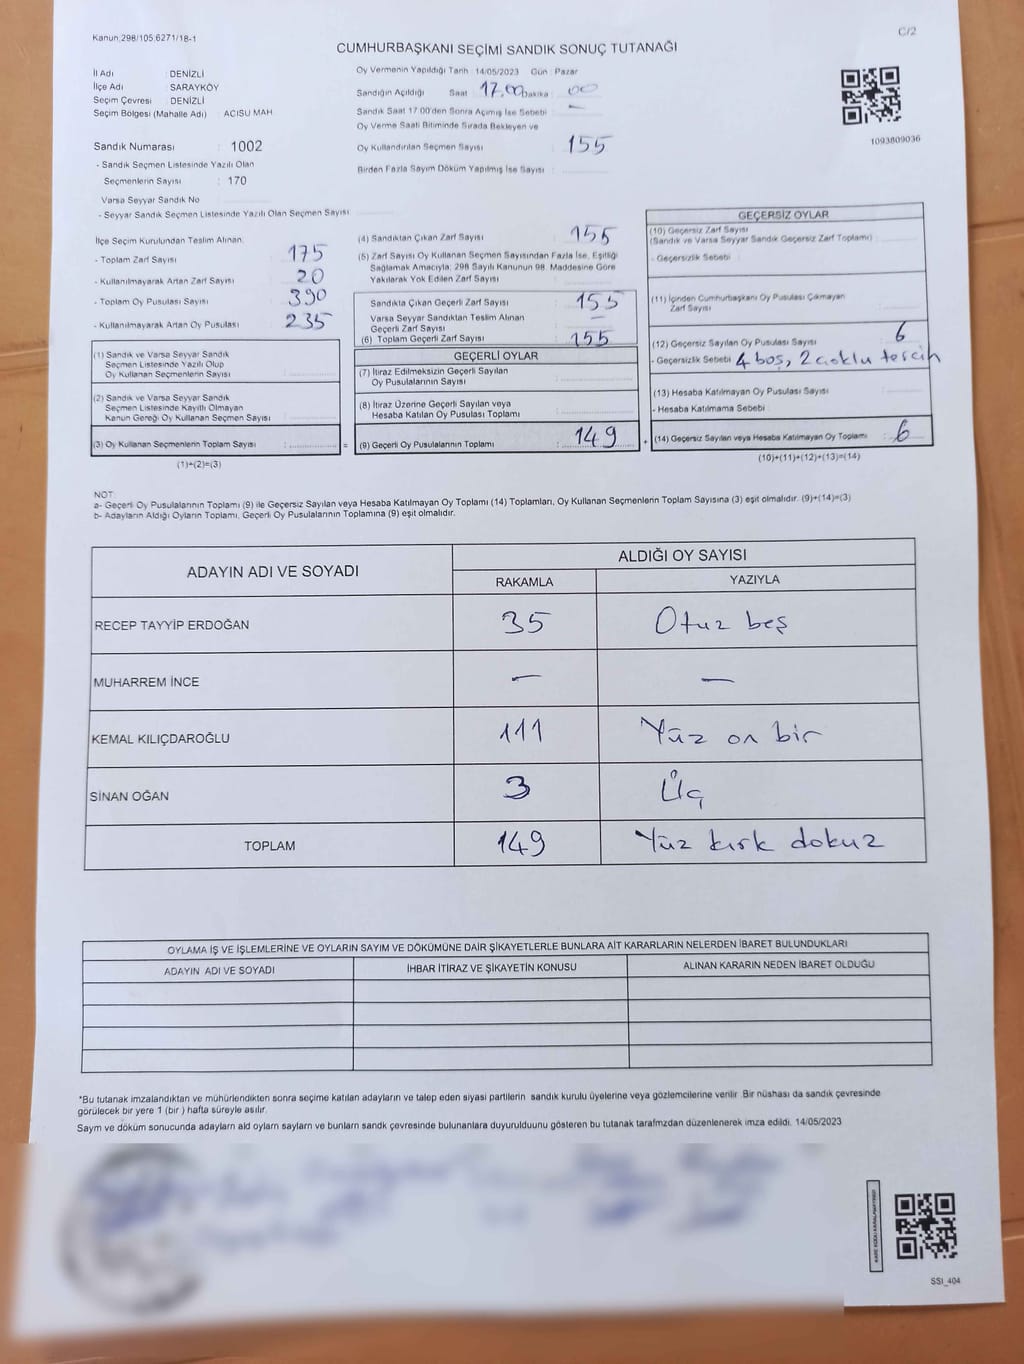 Kanun;298/105;6271/18-1
C/2
CUMHURBAŞKANI SEÇİMİ SANDIK SONUÇ TUTANAĞI
İl Adı : DENİZLİ
İlçe Adı : SARAYKÖY
Seçim Çevresi : DENİZLİ
Seçim Bölgesi (Mahalle Adı) : ACISU MAH.
Oy Vermenin Yapıldığı Tarih : 14/05/2023 Gün : Pazar
Sandığın Açıldığı Saat 17.00 Dakika 00
Sandık Saat 17:00'den Sonra Açımış İse Sebebi : —
Oy Verme Saati Bitiminde Sırada Bekleyen ve
Oy Kullandırılan Seçmen Sayısı : 155
Birden Fazla Sayım Döküm Yapılmış İse Sayısı :
1093809036
Sandık Numarası : 1002
- Sandık Seçmen Listesinde Yazılı Olan
Seçmenlerin Sayısı : 170
Varsa Seyyar Sandık No
- Seyyar Sandık Seçmen Listesinde Yazılı Olan Seçmen Sayısı
İlçe Seçim Kurulundan Teslim Alınan;
- Toplam Zarf Sayısı : 175
- Kullanılmayarak Artan Zarf Sayısı : 20
- Toplam Oy Pusulası Sayısı : 390
- Kullanılmayarak Artan Oy Pusulası : 235
(1) Sandık ve Varsa Seyyar Sandık
Seçmen Listesinde Yazılı Olup
Oy Kullanan Seçmenlerin Sayısı :
(2) Sandık ve Varsa Seyyar Sandık
Seçmen Listesinde Kayıtlı Olmayan
Kanun Gereği Oy Kullanan Seçmen Sayısı :
(3) Oy Kullanan Seçmenlerin Toplam Sayısı : =
(1)+(2)=(3)
(4) Sandıktan Çıkan Zarf Sayısı : 155
(5) Zarf Sayısı Oy Kullanan Seçmen Sayısından Fazla İse, Eşitliği
Sağlamak Amacıyla; 298 Sayılı Kanunun 98. Maddesine Göre
Yakılarak Yok Edilen Zarf Sayısı :
Sandıkta Çıkan Geçerli Zarf Sayısı : 155
Varsa Seyyar Sandıktan Teslim Alınan
Geçerli Zarf Sayısı : —
(6) Toplam Geçerli Zarf Sayısı : 155
GEÇERLİ OYLAR
(7) İtiraz Edilmeksizin Geçerli Sayılan
Oy Pusulalarının Sayısı :
(8) İtiraz Üzerine Geçerli Sayılan veya
Hesaba Katılan Oy Pusulası Toplamı :
(9) Geçerli Oy Pusulalarının Toplamı : 149 +
GEÇERSİZ OYLAR
(10) Geçersiz Zarf Sayısı
(Sandık ve Varsa Seyyar Sandık Geçersiz Zarf Toplamı) :
- Geçersizlik Sebebi :
(11) İçinden Cumhurbaşkanı Oy Pusulası Çıkmayan
Zarf Sayısı :
(12) Geçersiz Sayılan Oy Pusulası Sayısı : 6
- Geçersizlik Sebebi : 4 boş, 2 çoklu tercih
(13) Hesaba Katılmayan Oy Pusulası Sayısı :
- Hesaba Katılmama Sebebi :
(14) Geçersiz Sayılan veya Hesaba Katılmayan Oy Toplamı : 6
(10)+(11)+(12)+(13)=(14)
NOT:
a- Geçerli Oy Pusulalarının Toplamı (9) ile Geçersiz Sayılan veya Hesaba Katılmayan Oy Toplamı (14) Toplamları, Oy Kullanan Seçmenlerin Toplam Sayısına (3) eşit olmalıdır. (9)+(14)=(3)
b- Adayların Aldığı Oyların Toplamı, Geçerli Oy Pusulalarının Toplamına (9) eşit olmalıdır.
ADAYIN ADI VE SOYADI ALDIĞI OY SAYISI
RAKAMLA YAZIYLA
RECEP TAYYİP ERDOĞAN 35 Otuz beş
MUHARREM İNCE — —
KEMAL KILIÇDAROĞLU 111 Yüz on bir
SİNAN OĞAN 3 Üç
TOPLAM 149 Yüz kırk dokuz
OYLAMA İŞ VE İŞLEMLERİNE VE OYLARIN SAYIM VE DÖKÜMÜNE DAİR ŞİKAYETLERLE BUNLARA AİT KARARLARIN NELERDEN İBARET BULUNDUKLARI
ADAYIN ADI VE SOYADI İHBAR İTİRAZ VE ŞİKAYETİN KONUSU ALINAN KARARIN NEDEN İBARET OLDUĞU
*Bu tutanak imzalandıktan ve mühürlendikten sonra seçime katılan adayların ve talep eden siyasi partilerin sandık kurulu üyelerine veya gözlemcilerine verilir. Bir nüshası da sandık çevresinde
görülecek bir yere 1 (bir ) hafta süreyle asılır.
Saym ve döküm sonucunda adaylarn ald oylarn saylarn ve bunlarn sandk çevresinde bulunanlara duyurulduunu gösteren bu tutanak tarafmzdan düzenlenerek imza edildi. 14/05/2023
SSI_404